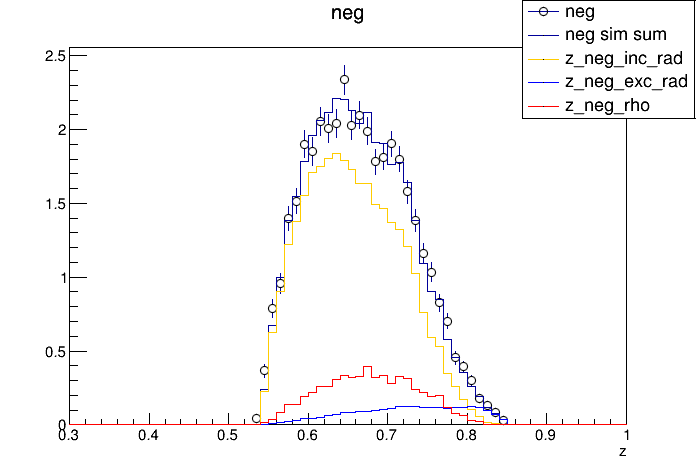 neg
neg
neg sim sum
z_neg_inc_rad
z_neg_exc_rad
z_neg_rho
2.5
2
1.5
1
0.5
0
0.3
0.4
0.5
0.6
0.7
0.8
0.9
1
z